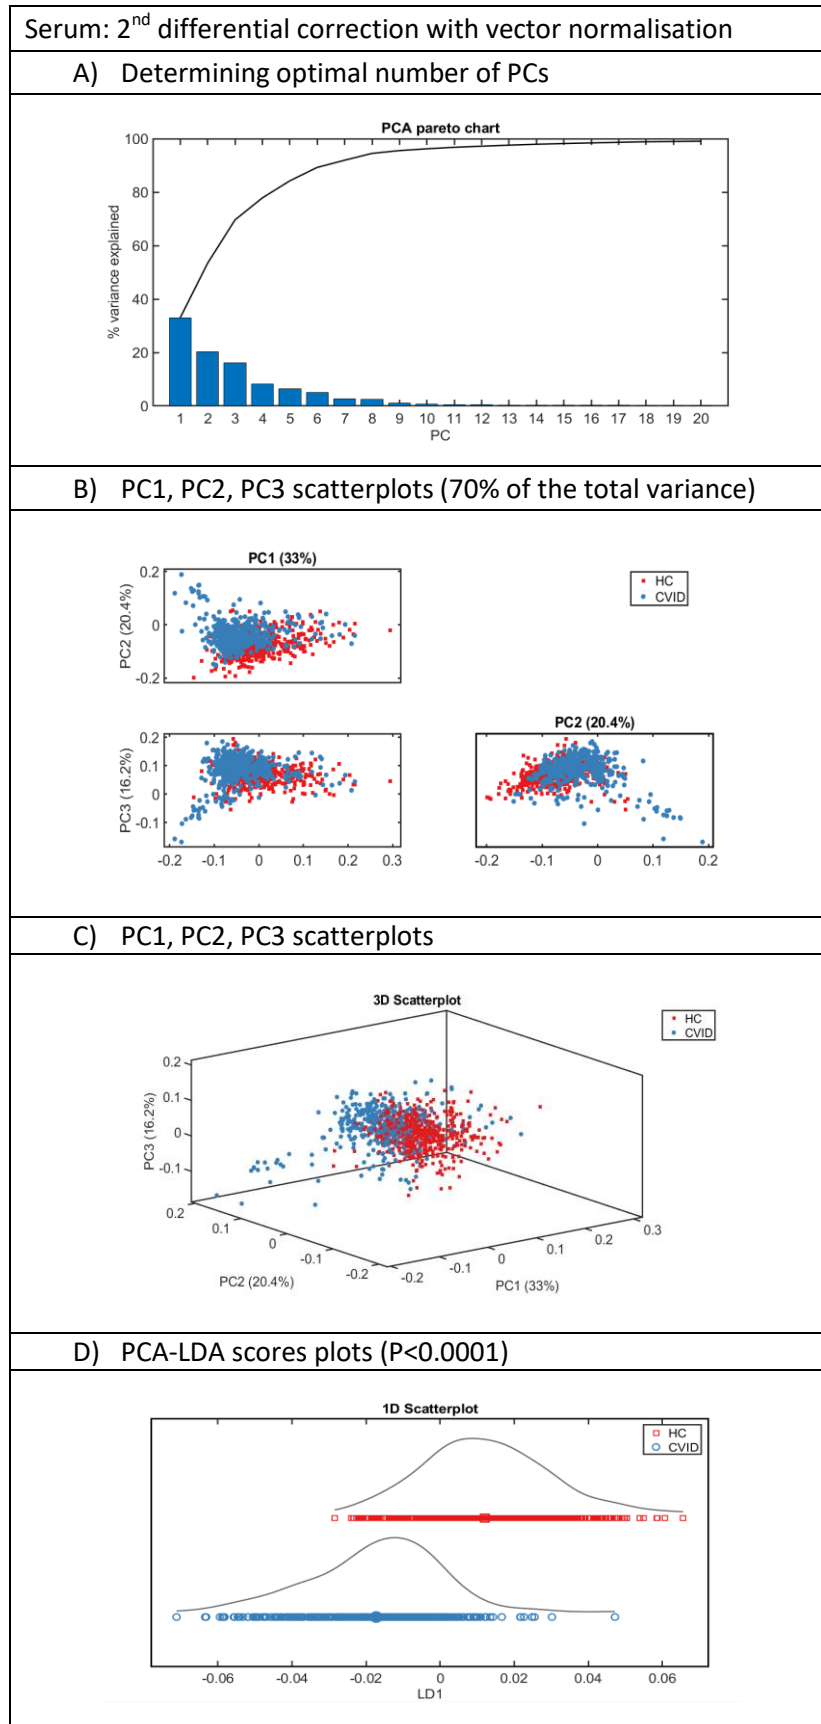 Serum: 2nd differential correction with vector normalisation
A) Determining optimal number of PCs
PCA pareto chart
100
80
60
40
20
0
% variance explained
1 2 3 4 5 6 7 8 9 10 11 12 13 14 15 16 17 18 19 20
PC
B) PC1, PC2, PC3 scatterplots (70% of the total variance)
PC1 (33%)
HC
CVID
0.2
0
-0.2
PC2 (20.4%)
PC2 (20.4%)
0.2
0.1
0
-0.1
PC3 (16.2%)
-0.2 -0.1 0 0.1 0.2 0.3
-0.2 -0.1 0 0.1 0.2
C) PC1, PC2, PC3 scatterplots
3D Scatterplot
HC
CVID
0.2
0.1
0
-0.1
PC3 (16.2%)
0.2
0.1
0
-0.1
-0.2
PC2 (20.4%)
-0.2
-0.1
0
0.1
0.2
0.3
PC1 (33%)
D) PCA-LDA scores plots (P<0.0001)
1D Scatterplot
HC
CVID
-0.06 -0.04 -0.02 0 0.02 0.04 0.06
LD1